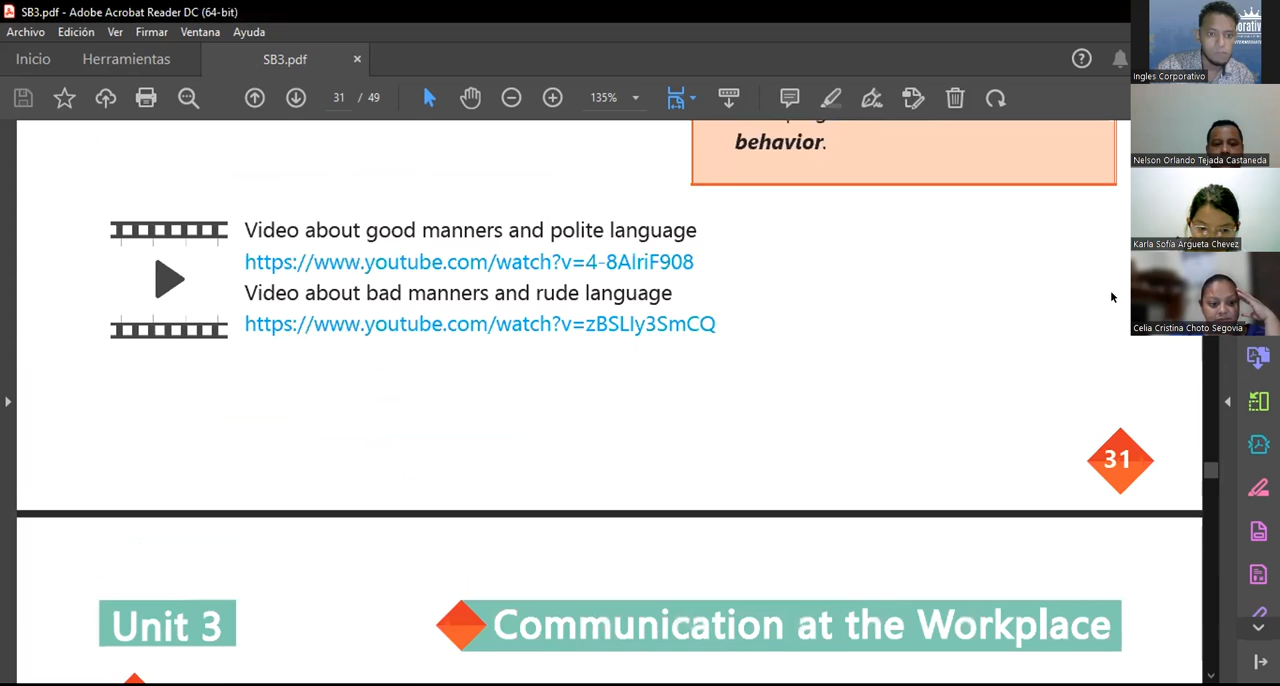 SB3.pdf - Adobe Acrobat Reader DC (64-bit)
Archivo Edición Ver Firmar Ventana Ayuda
Inicio Herramientas SB3.pdf ×
31 / 49 135%
behavior.
Video about good manners and polite language
https://www.youtube.com/watch?v=4-8AlriF908
Video about bad manners and rude language
https://www.youtube.com/watch?v=zBSLIy3SmCQ
31
Unit 3
Communication at the Workplace
Ingles Corporativo
Nelson Orlando Tejada Castaneda
Karla Sofía Argueta Chevez
Celia Cristina Choto Segovia